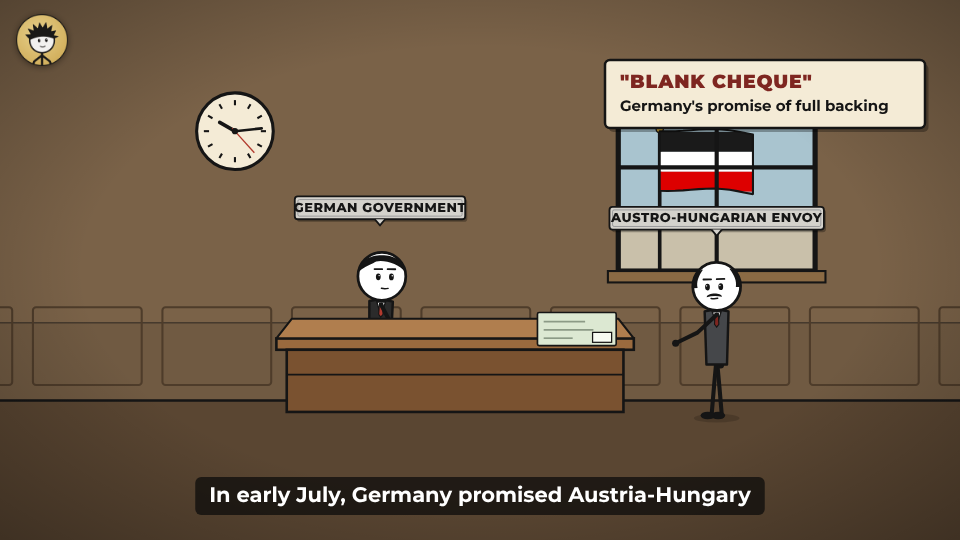 "BLANK CHEQUE"
Germany's promise of full backing
GERMAN GOVERNMENT
AUSTRO-HUNGARIAN ENVOY
In early July, Germany promised Austria-Hungary